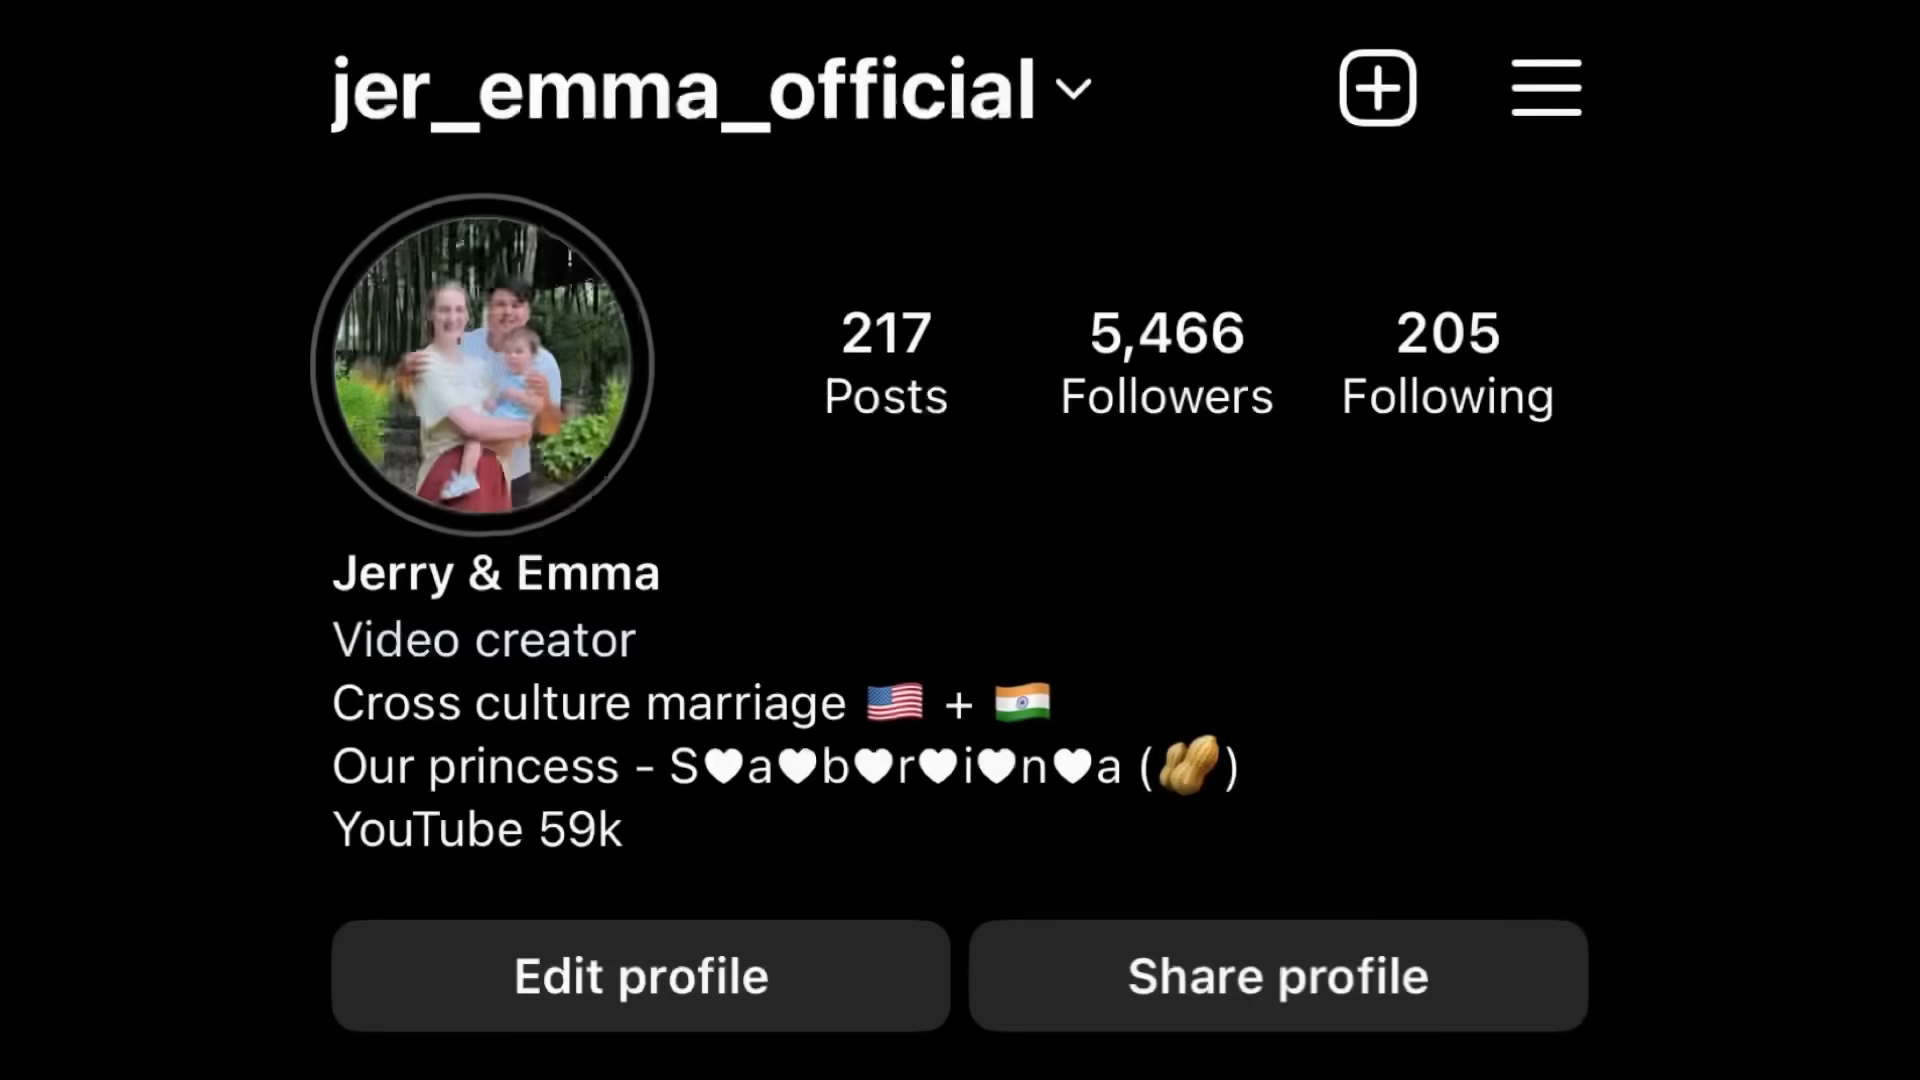 jer_emma_official
217 5,466 205
Posts Followers Following
Jerry & Emma
Video creator
Cross culture marriage 🇺🇸 + 🇮🇳
Our princess - S🤍a🤍b🤍r🤍i🤍n🤍a (🥜)
YouTube 59k
Edit profile Share profile